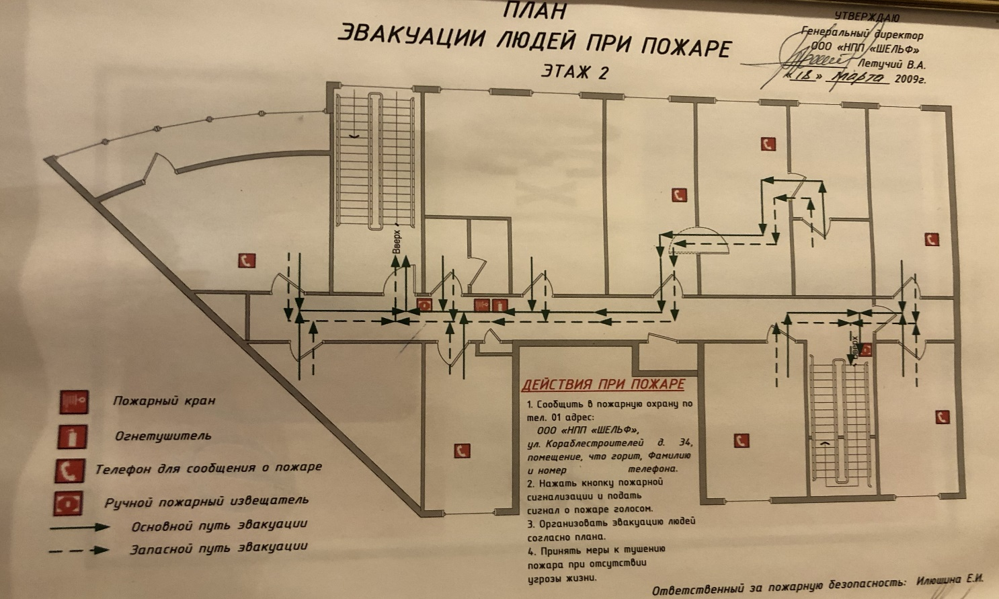 ПЛАН
ЭВАКУАЦИИ ЛЮДЕЙ ПРИ ПОЖАРЕ
ЭТАЖ 2
УТВЕРЖДАЮ
Генеральный директор
ООО «НПП «ШЕЛЬФ»
Летучий В.А.
«18» Марта 2009г.
Вверх
Вверх
Пожарный кран
Огнетушитель
Телефон для сообщения о пожаре
Ручной пожарный извещатель
Основной путь эвакуации
Запасной путь эвакуации
ДЕЙСТВИЯ ПРИ ПОЖАРЕ
1. Сообщить в пожарную охрану по
тел. 01 адрес:
ООО «НПП «ШЕЛЬФ»,
ул. Кораблестроителей д. 34,
помещение, что горит, Фамилию
и номер телефона.
2. Нажать кнопку пожарной
сигнализации и подать
сигнал о пожаре голосом.
3. Организовать эвакуацию людей
согласно плана.
4. Принять меры к тушению
пожара при отсутствии
угрозы жизни.
Ответственный за пожарную безопасность: Илюшина Е.И.